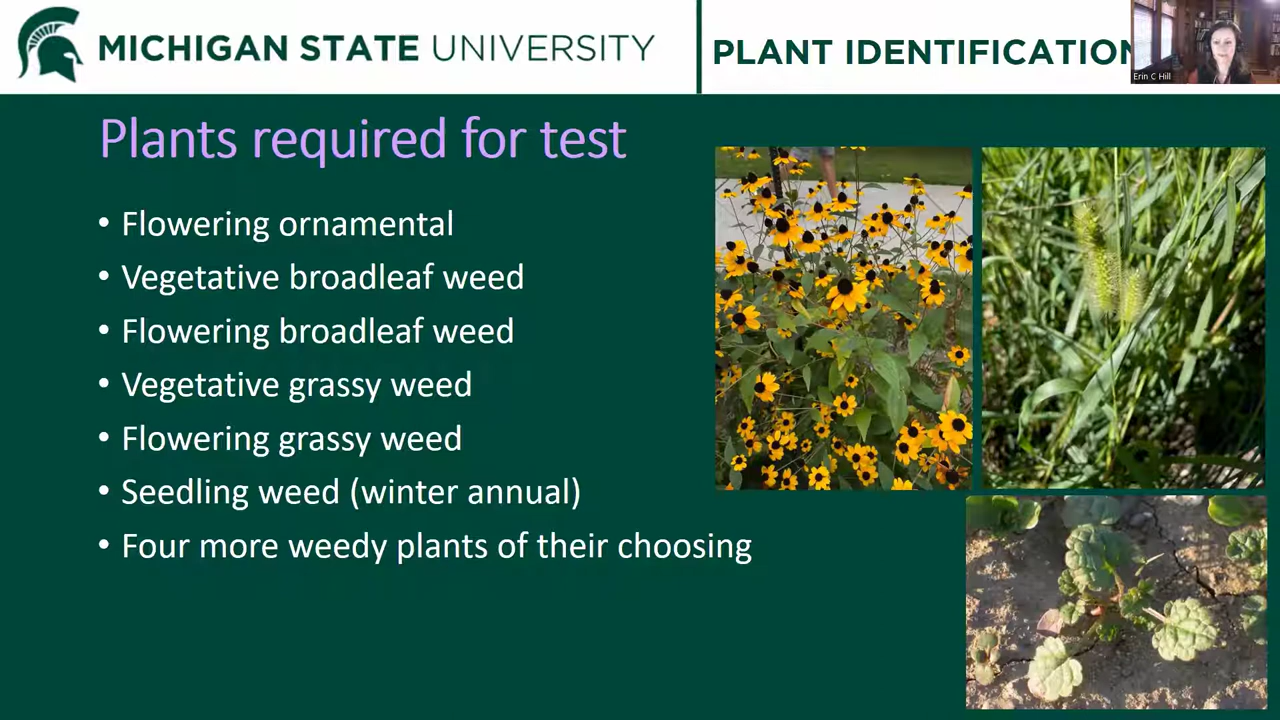 MICHIGAN STATE UNIVERSITY
PLANT IDENTIFICATION
Erin C Hill
Plants required for test
• Flowering ornamental
• Vegetative broadleaf weed
• Flowering broadleaf weed
• Vegetative grassy weed
• Flowering grassy weed
• Seedling weed (winter annual)
• Four more weedy plants of their choosing